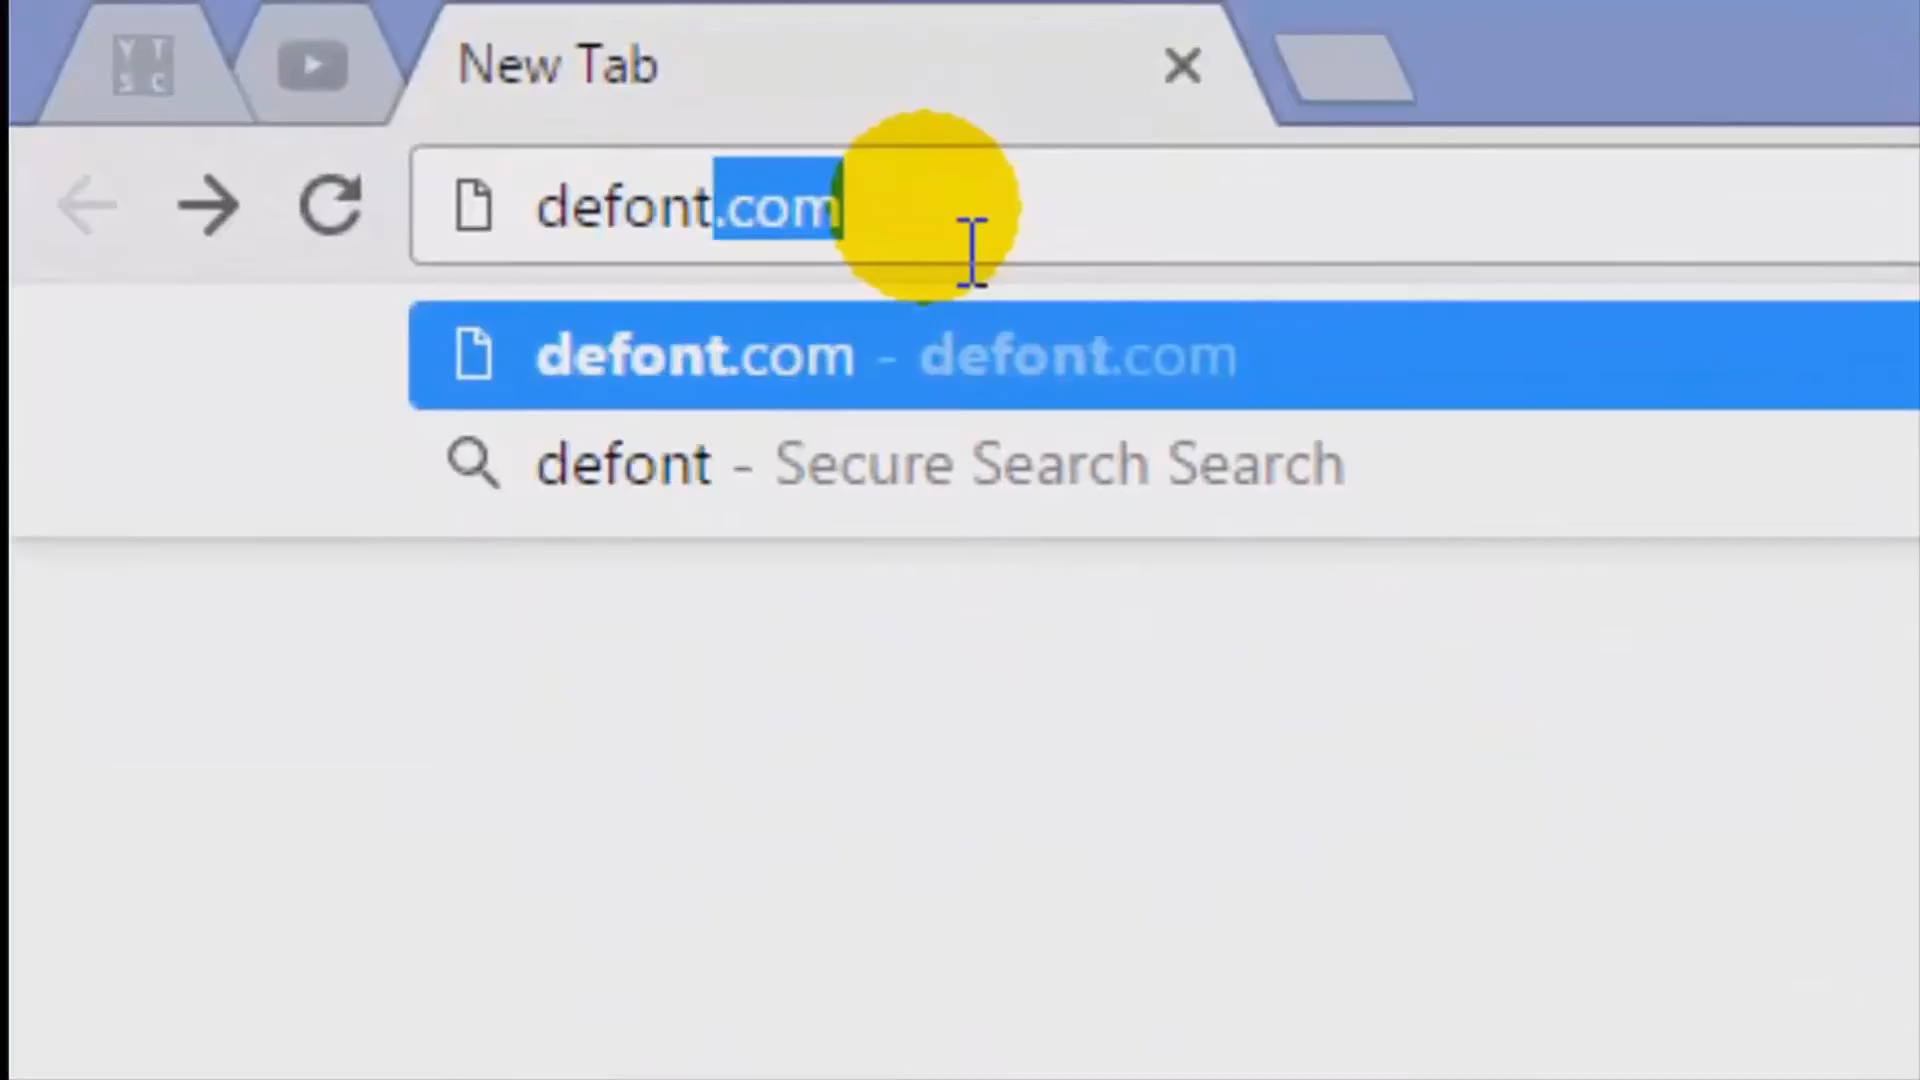 Y T
S C
New Tab
defont.com
defont.com - defont.com
defont - Secure Search Search